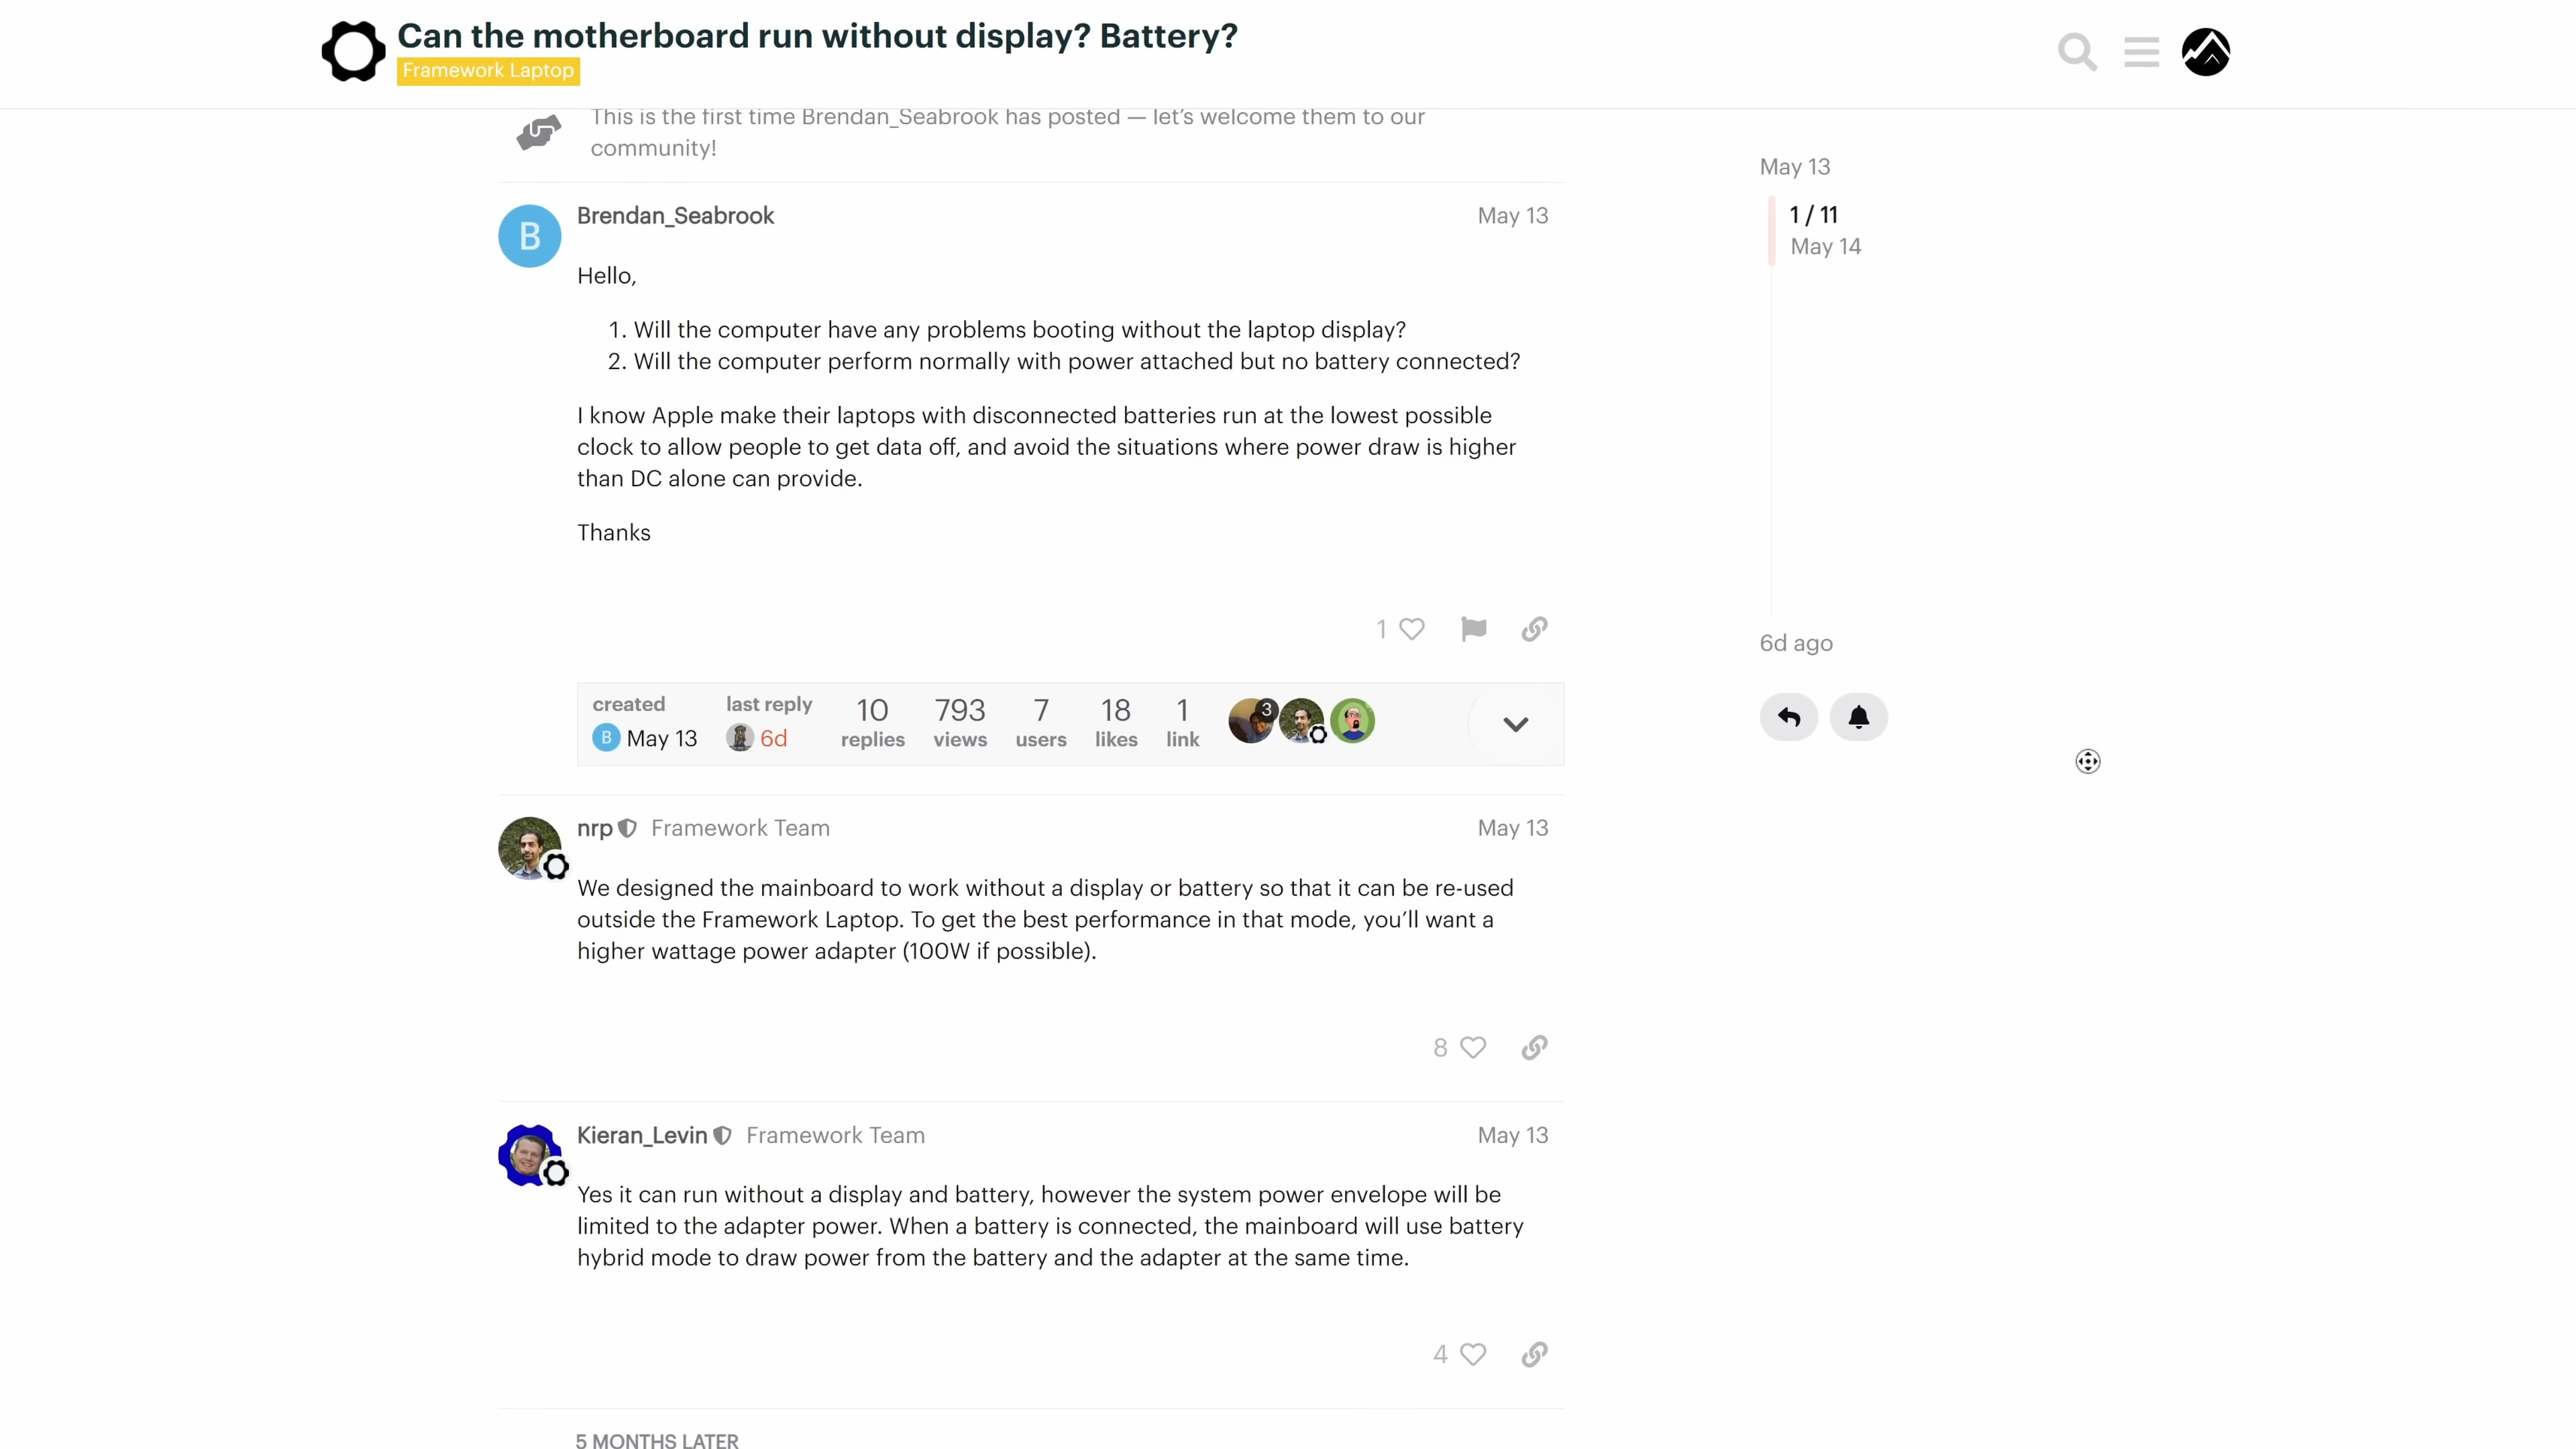 Can the motherboard run without display? Battery?
Framework Laptop
This is the first time Brendan_Seabrook has posted — let's welcome them to our
community!
May 13
1 / 11
May 14
6d ago
B
Brendan_Seabrook
May 13
Hello,
1. Will the computer have any problems booting without the laptop display?
2. Will the computer perform normally with power attached but no battery connected?
I know Apple make their laptops with disconnected batteries run at the lowest possible
clock to allow people to get data off, and avoid the situations where power draw is higher
than DC alone can provide.
Thanks
1
created
B May 13
last reply
6d
10
replies
793
views
7
users
18
likes
1
link
3
nrp Framework Team
May 13
We designed the mainboard to work without a display or battery so that it can be re-used
outside the Framework Laptop. To get the best performance in that mode, you'll want a
higher wattage power adapter (100W if possible).
8
Kieran_Levin Framework Team
May 13
Yes it can run without a display and battery, however the system power envelope will be
limited to the adapter power. When a battery is connected, the mainboard will use battery
hybrid mode to draw power from the battery and the adapter at the same time.
4
5 MONTHS LATER